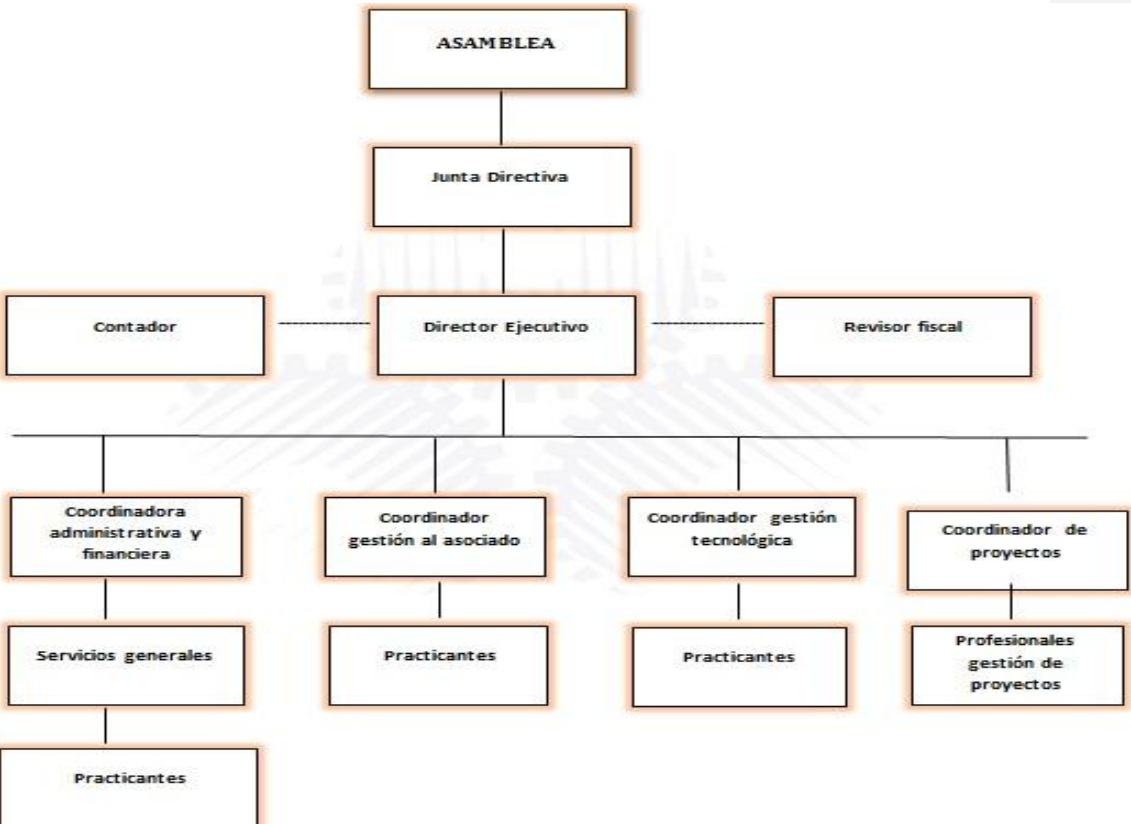 ASAMBLEA
Junta Directiva
Contador
Director Ejecutivo
Revisor fiscal
Coordinadora
administrativa y
financiera
Coordinador
gestión al asociado
Coordinador gestión
tecnológica
Coordinador de
proyectos
Servicios generales
Practicantes
Practicantes
Profesionales
gestión de
proyectos
Practicantes